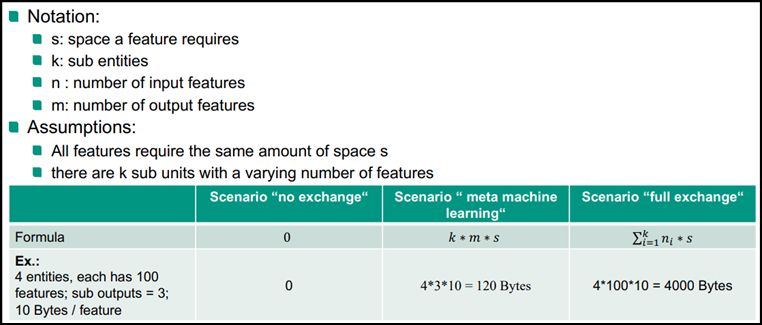 Notation:
s: space a feature requires
k: sub entities
n : number of input features
m: number of output features
Assumptions:
All features require the same amount of space s
there are k sub units with a varying number of features
Scenario "no exchange" Scenario " meta machine
learning" Scenario "full exchange"
Formula 0 k ∗ m ∗ s ∑ᵢ₌₁ᵏ nᵢ ∗ s
Ex.:
4 entities, each has 100
features; sub outputs = 3;
10 Bytes / feature
0 4*3*10 = 120 Bytes 4*100*10 = 4000 Bytes